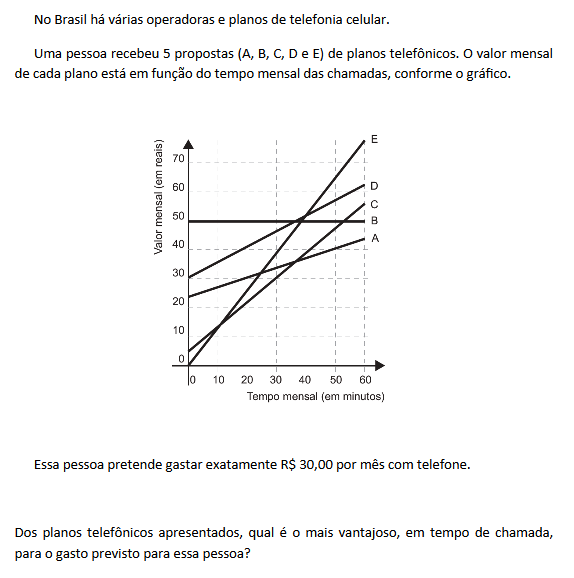 No Brasil há várias operadoras e planos de telefonia celular.
Uma pessoa recebeu 5 propostas (A, B, C, D e E) de planos telefônicos. O valor mensal
de cada plano está em função do tempo mensal das chamadas, conforme o gráfico.
Valor mensal (em reais)
70
60
50
40
30
20
10
0
E
D
C
B
A
0 10 20 30 40 50 60
Tempo mensal (em minutos)
Essa pessoa pretende gastar exatamente R$ 30,00 por mês com telefone.
Dos planos telefônicos apresentados, qual é o mais vantajoso, em tempo de chamada,
para o gasto previsto para essa pessoa?